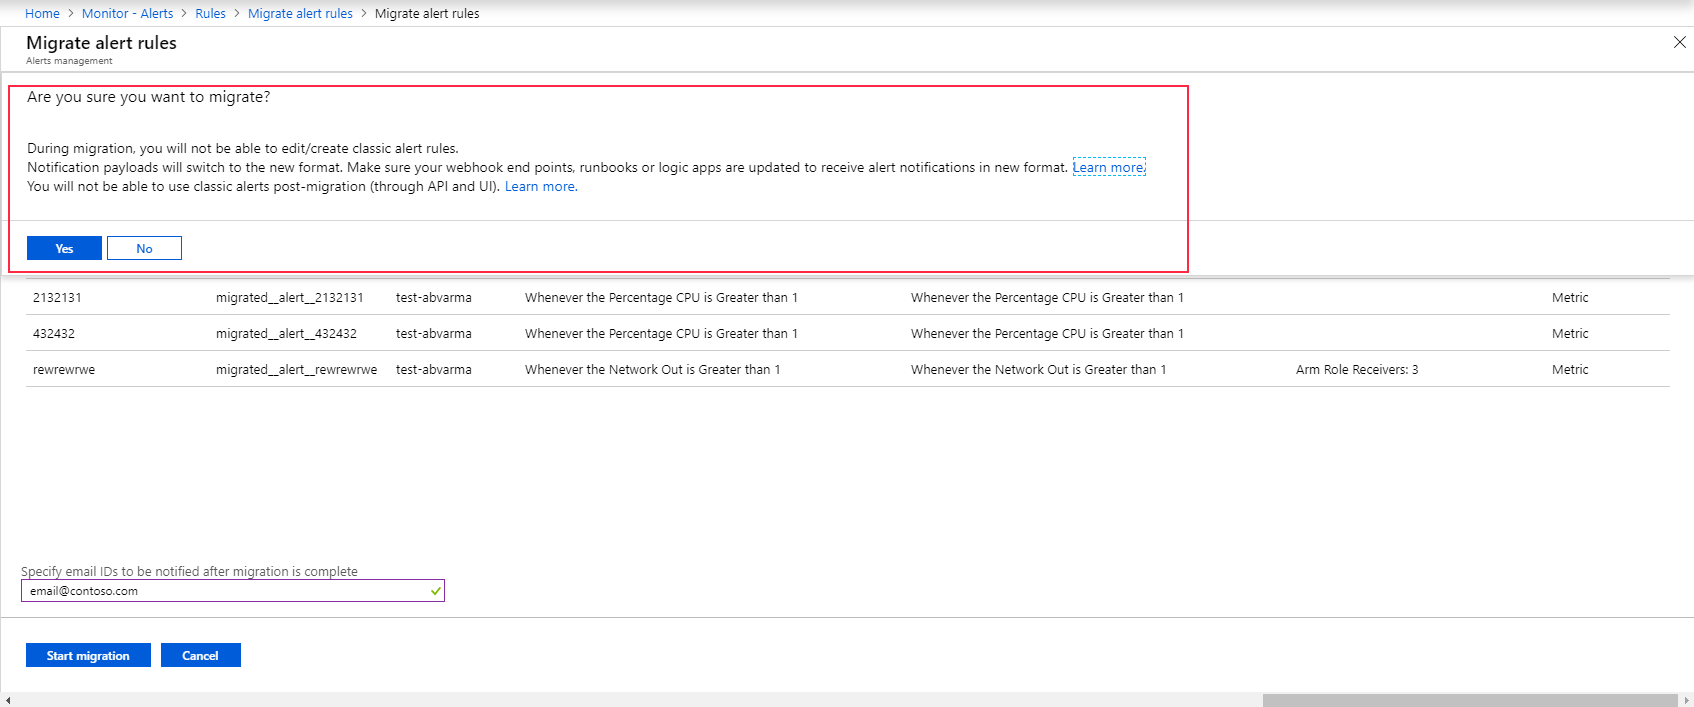 Home > Monitor - Alerts > Rules > Migrate alert rules > Migrate alert rules
Migrate alert rules
Alerts management
Are you sure you want to migrate?
During migration, you will not be able to edit/create classic alert rules.
Notification payloads will switch to the new format. Make sure your webhook end points, runbooks or logic apps are updated to receive alert notifications in new format. Learn more.
You will not be able to use classic alerts post-migration (through API and UI). Learn more.
Yes No
2132131 migrated__alert__2132131 test-abvarma Whenever the Percentage CPU is Greater than 1 Whenever the Percentage CPU is Greater than 1 Metric
432432 migrated__alert__432432 test-abvarma Whenever the Percentage CPU is Greater than 1 Whenever the Percentage CPU is Greater than 1 Metric
rewrewrwe migrated__alert__rewrewrwe test-abvarma Whenever the Network Out is Greater than 1 Whenever the Network Out is Greater than 1 Arm Role Receivers: 3 Metric
Specify email IDs to be notified after migration is complete
email@contoso.com
Start migration Cancel